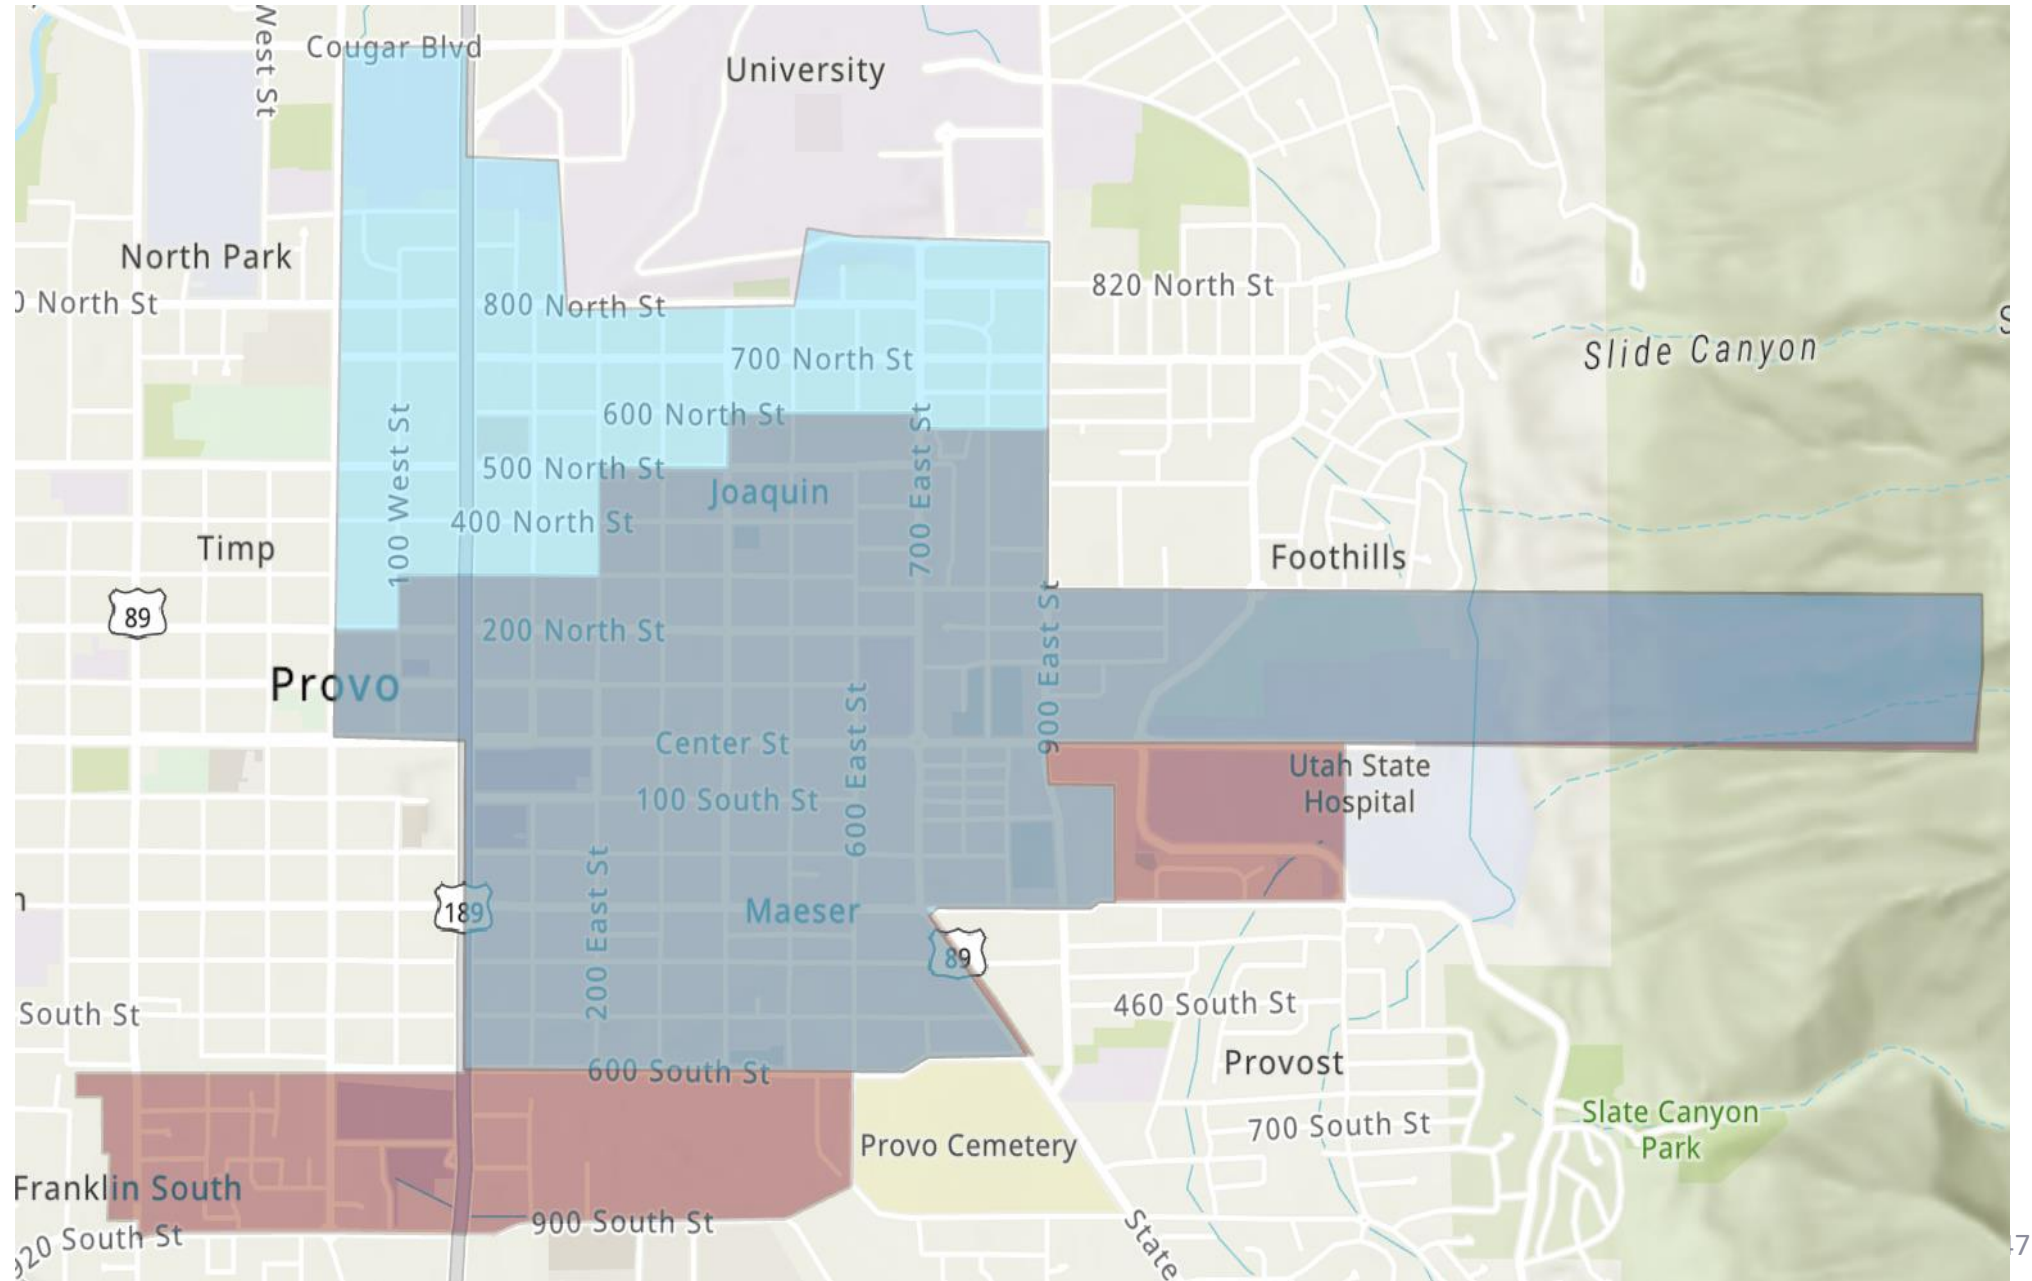 West St
Cougar Blvd
University
North Park
0 North St
800 North St
820 North St
Slide Canyon
S
700 North St
600 North St
100 West St
700 East St
500 North St
Joaquin
400 North St
Timp
Foothills
89
200 North St
900 East St
Provo
600 East St
Center St
Utah State
Hospital
100 South St
200 East St
189
Maeser
n
89
South St
460 South St
Provost
600 South St
Slate Canyon
Park
700 South St
Provo Cemetery
Franklin South
900 South St
920 South St
State
47